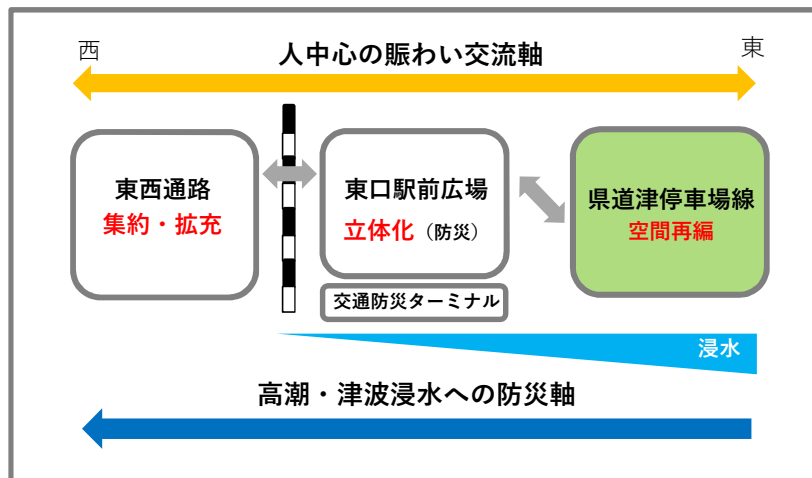 西
東
人中心の賑わい交流軸
東西通路
集約・拡充
東口駅前広場
立体化（防災）
交通防災ターミナル
県道津停車場線
空間再編
浸水
高潮・津波浸水への防災軸